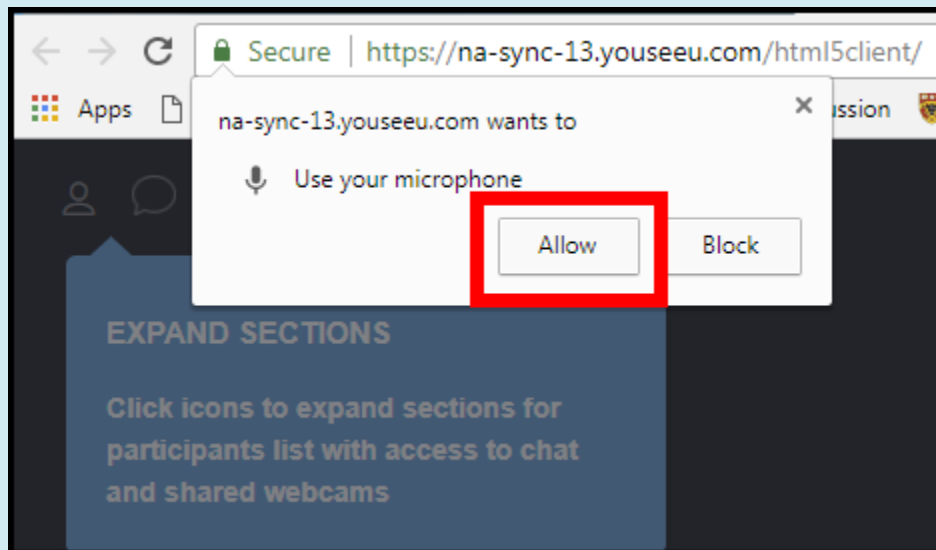 Secure | https://na-sync-13.youseeu.com/html5client/
Apps ussion
na-sync-13.youseeu.com wants to
Use your microphone
Allow Block
EXPAND SECTIONS
Click icons to expand sections for
participants list with access to chat
and shared webcams